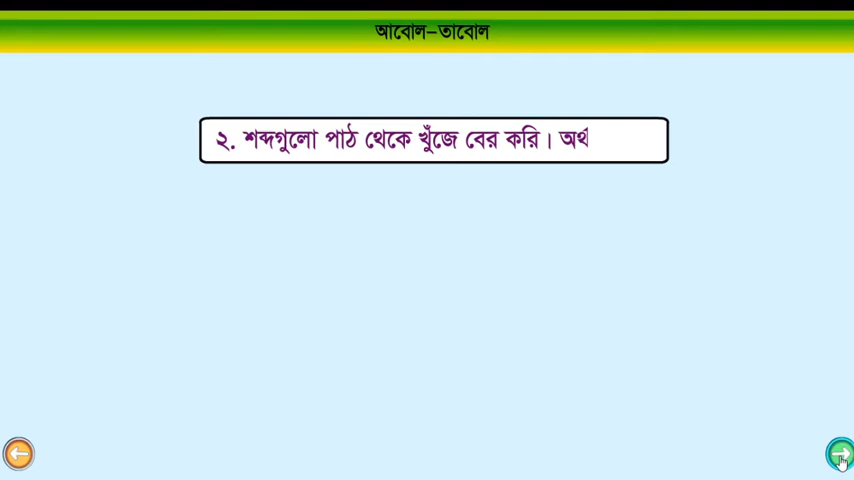 আবোল-তাবোল
২. শব্দগুলো পাঠ থেকে খুঁজে বের করি। অর্থ